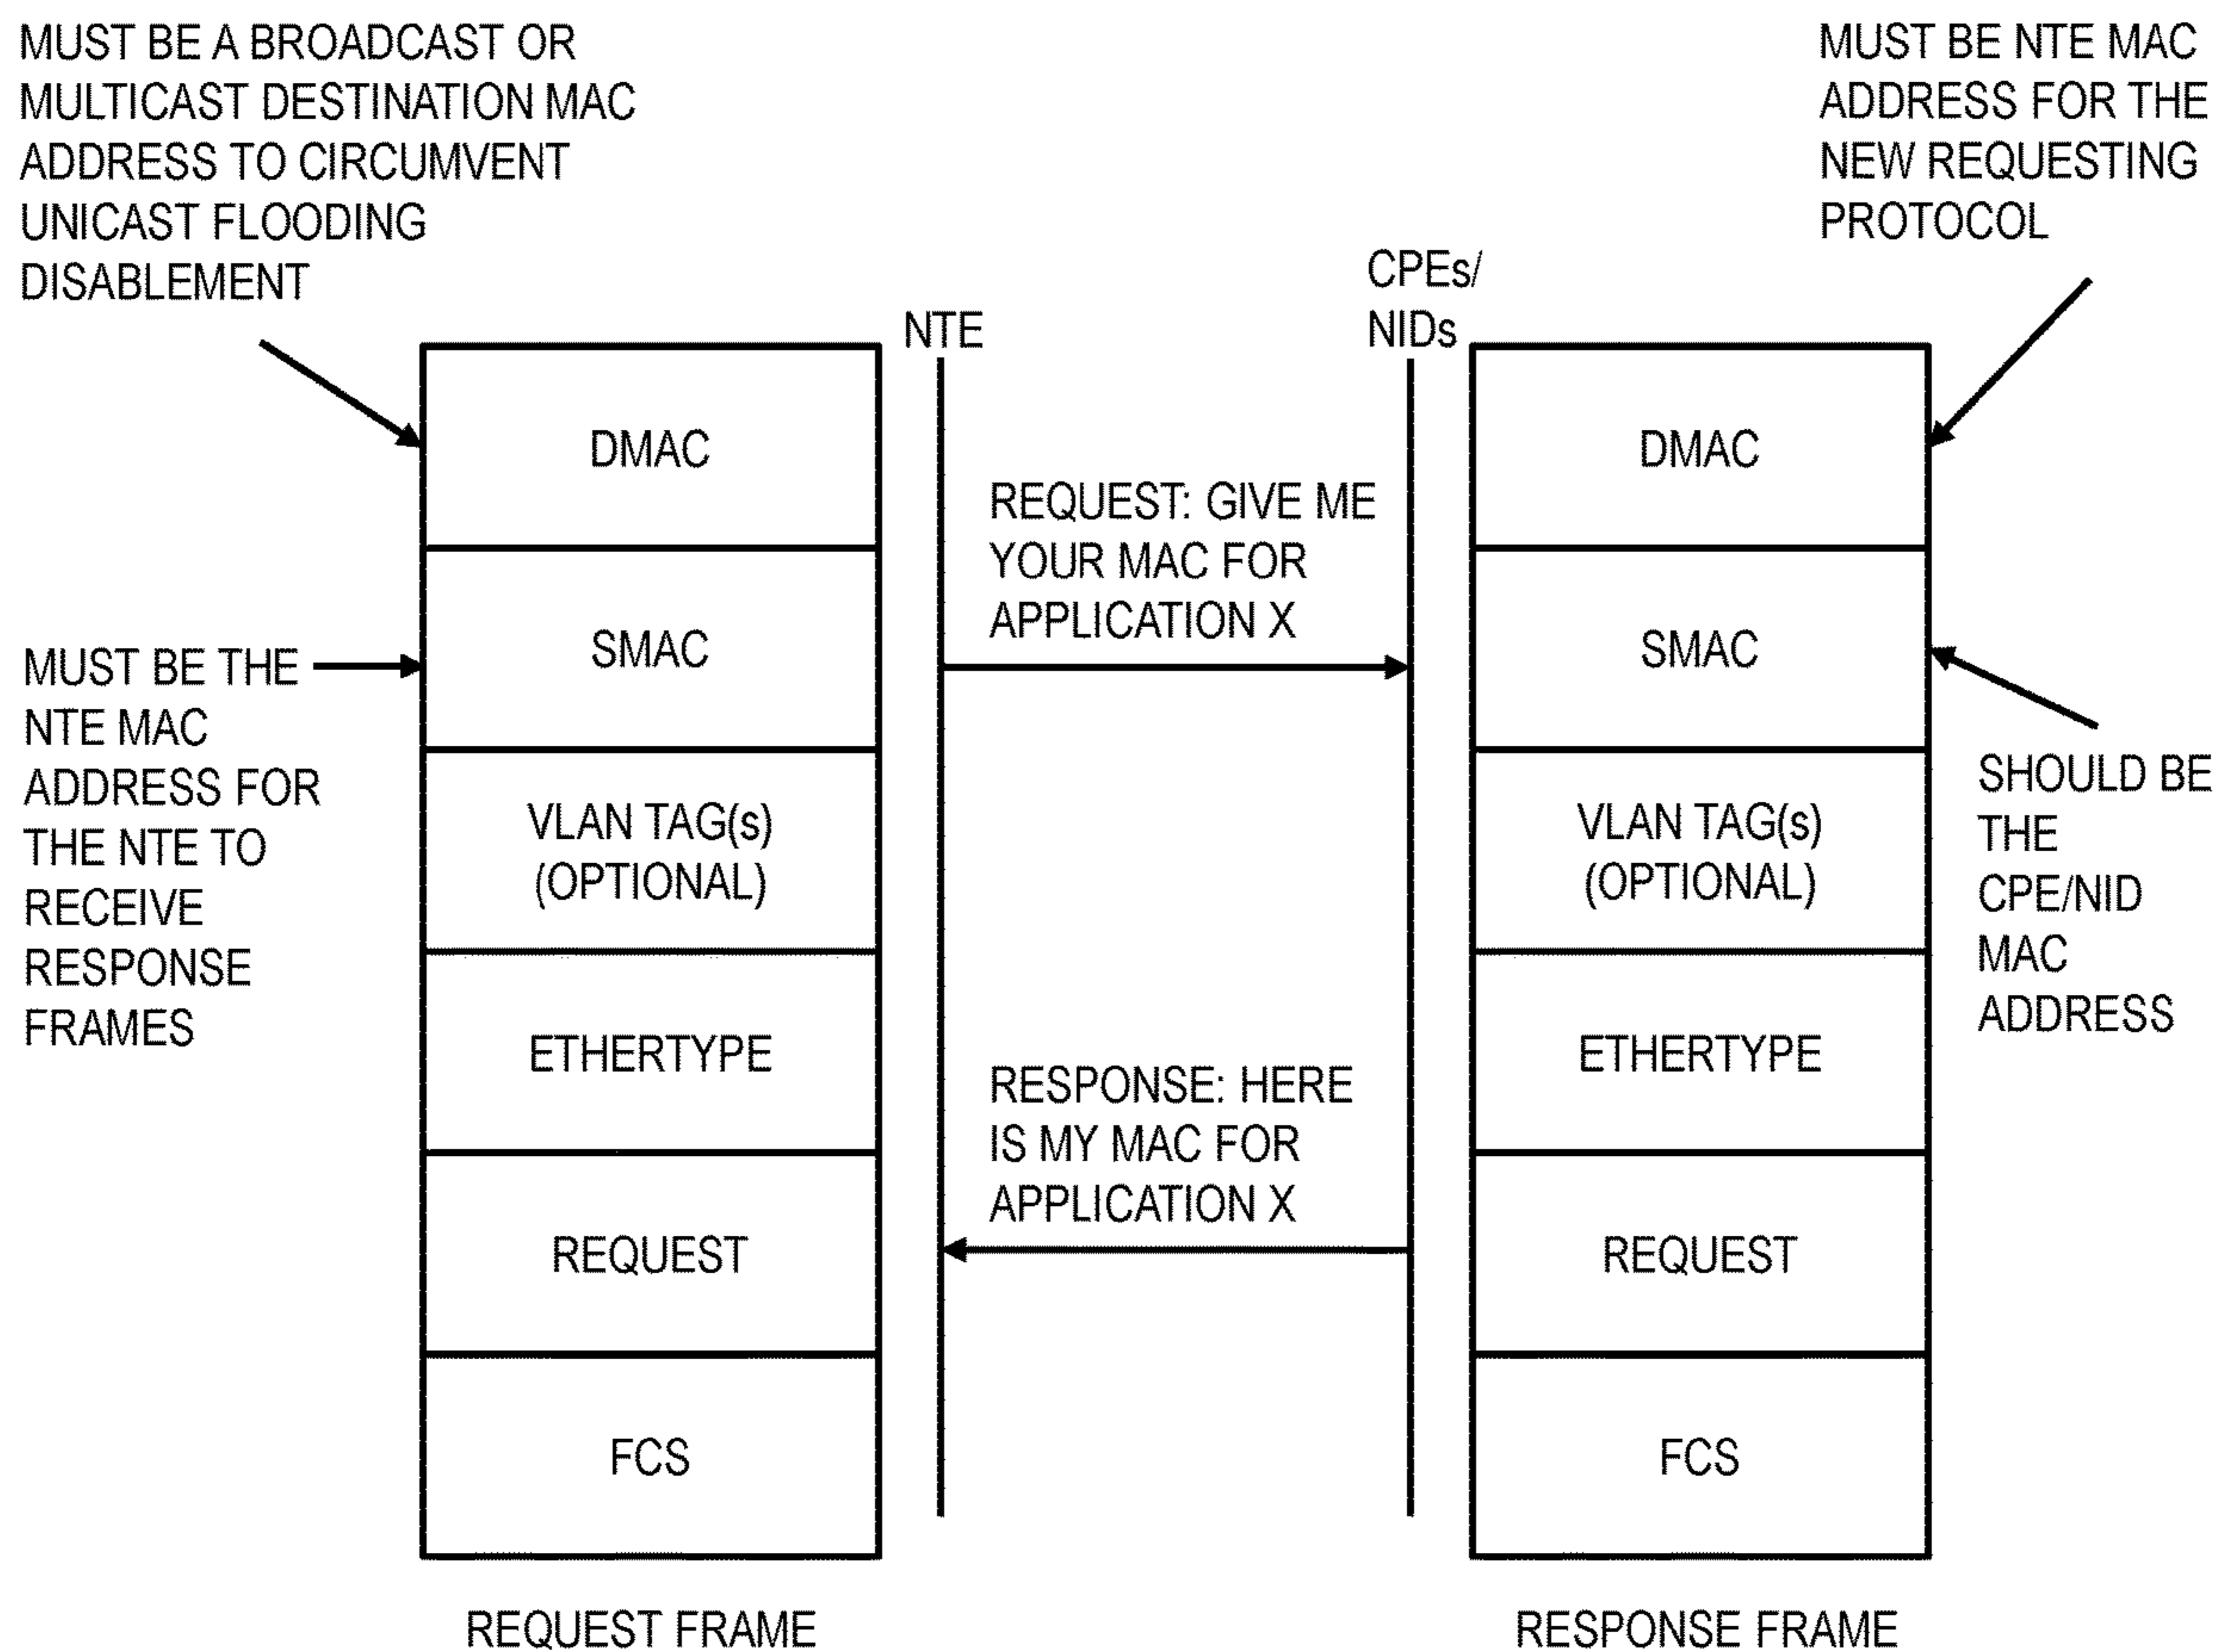 MUST BE A BROADCAST OR
MULTICAST DESTINATION MAC
ADDRESS TO CIRCUMVENT
UNICAST FLOODING
DISABLEMENT
MUST BE NTE MAC
ADDRESS FOR THE
NEW REQUESTING
PROTOCOL
NTE
CPEs/
NIDs
DMAC
SMAC
VLAN TAG(s)
(OPTIONAL)
ETHERTYPE
REQUEST
FCS
REQUEST FRAME
MUST BE THE
NTE MAC
ADDRESS FOR
THE NTE TO
RECEIVE
RESPONSE
FRAMES
REQUEST: GIVE ME
YOUR MAC FOR
APPLICATION X
RESPONSE: HERE
IS MY MAC FOR
APPLICATION X
DMAC
SMAC
VLAN TAG(s)
(OPTIONAL)
ETHERTYPE
REQUEST
FCS
RESPONSE FRAME
SHOULD BE
THE
CPE/NID
MAC
ADDRESS